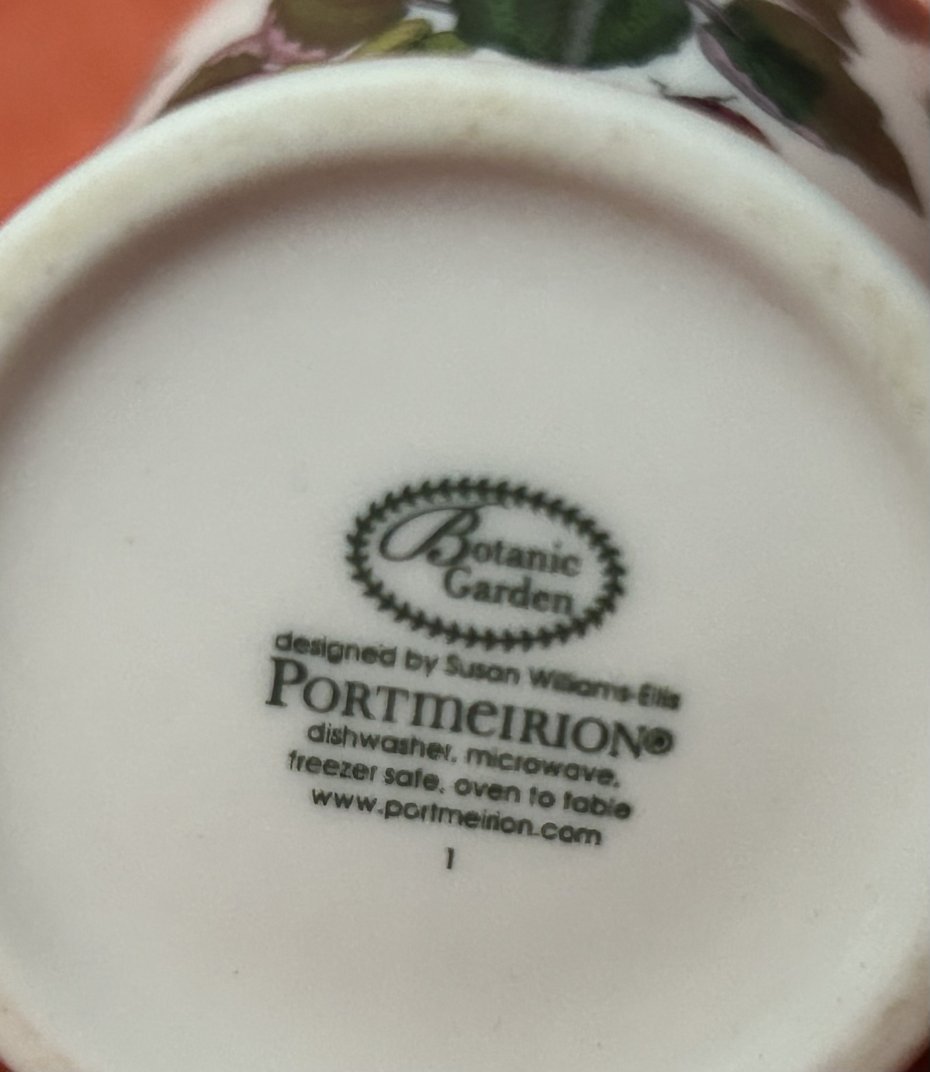 Botanic
Garden
designed by Susan Williams-Ellis
PORTMEIRION®
dishwasher, microwave,
freezer safe, oven to table
www.portmeirion.com
1